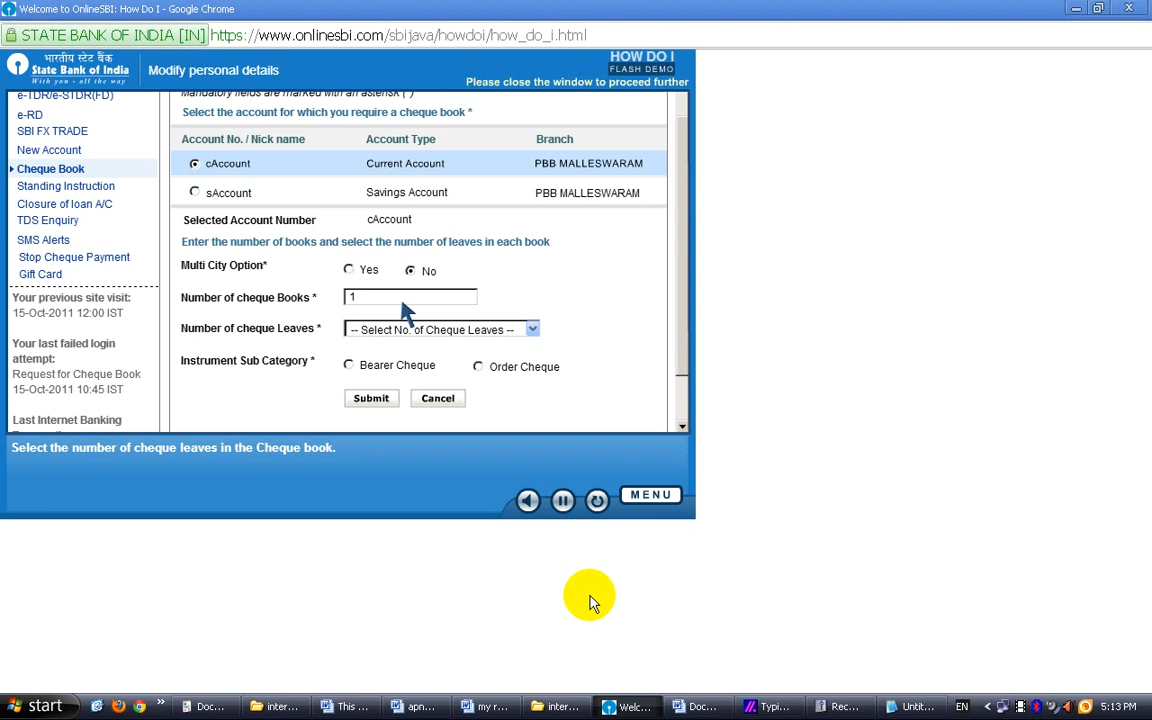 Welcome to OnlineSBI: How Do I - Google Chrome
STATE BANK OF INDIA [IN] https://www.onlinesbi.com/sbijava/howdoi/how_do_i.html
भारतीय स्टेट बैंक
State Bank of India
With you - all the way
Modify personal details
HOW DO I
FLASH DEMO
Please close the window to proceed further
e-TDR/e-STDR(FD)
e-RD
SBI FX TRADE
New Account
Cheque Book
Standing Instruction
Closure of loan A/C
TDS Enquiry
SMS Alerts
Stop Cheque Payment
Gift Card
Your previous site visit:
15-Oct-2011 12:00 IST
Your last failed login
attempt:
Request for Cheque Book
15-Oct-2011 10:45 IST
Last Internet Banking
Mandatory fields are marked with an asterisk (*)
Select the account for which you require a cheque book *
Account No. / Nick name Account Type Branch
cAccount Current Account PBB MALLESWARAM
sAccount Savings Account PBB MALLESWARAM
Selected Account Number cAccount
Enter the number of books and select the number of leaves in each book
Multi City Option* Yes No
Number of cheque Books * 1
Number of cheque Leaves * -- Select No. of Cheque Leaves --
Instrument Sub Category * Bearer Cheque Order Cheque
Submit Cancel
Select the number of cheque leaves in the Cheque book.
MENU
start Doc... inter... This ... apn... my r... inter... Welc... Doc... Typi... Rec... Untit... EN 5:13 PM